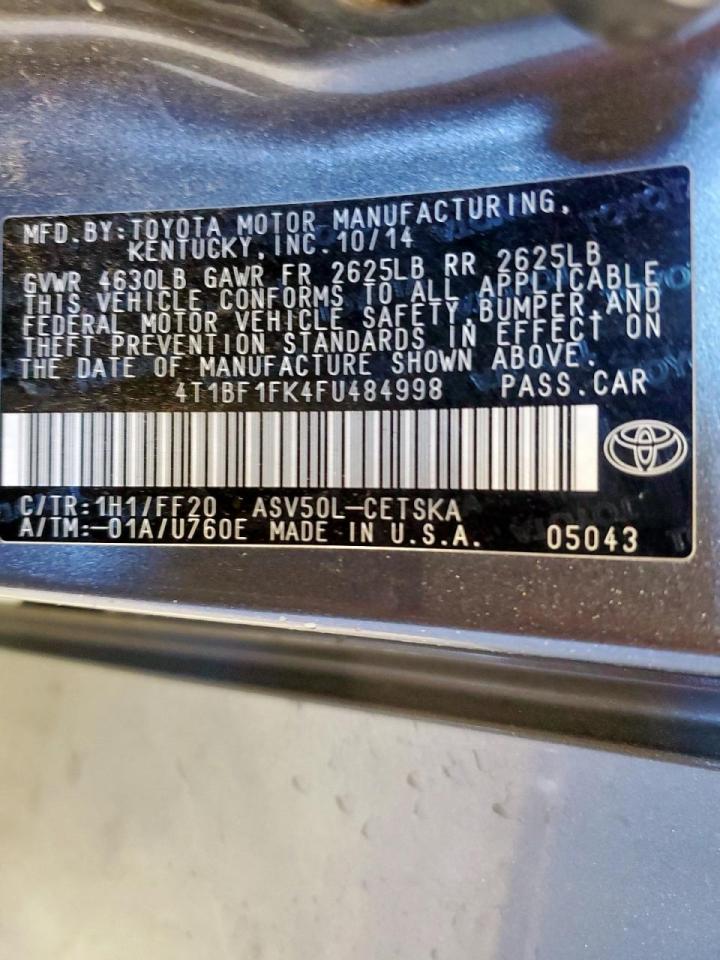 MFD.BY:TOYOTA MOTOR MANUFACTURING,
KENTUCKY, INC. 10/14
GVWR 4630LB GAWR FR 2625LB RR 2625LB
THIS VEHICLE CONFORMS TO ALL APPLICABLE
FEDERAL MOTOR VEHICLE SAFETY, BUMPER, AND
THEFT PREVENTION STANDARDS IN EFFECT ON
THE DATE OF MANUFACTURE SHOWN ABOVE.
4T1BF1FK4FU484998 PASS.CAR
C/TR:1H1/FF20 ASV50L-CETSKA
A/TM:-01A/U760E MADE IN U.S.A. 05043